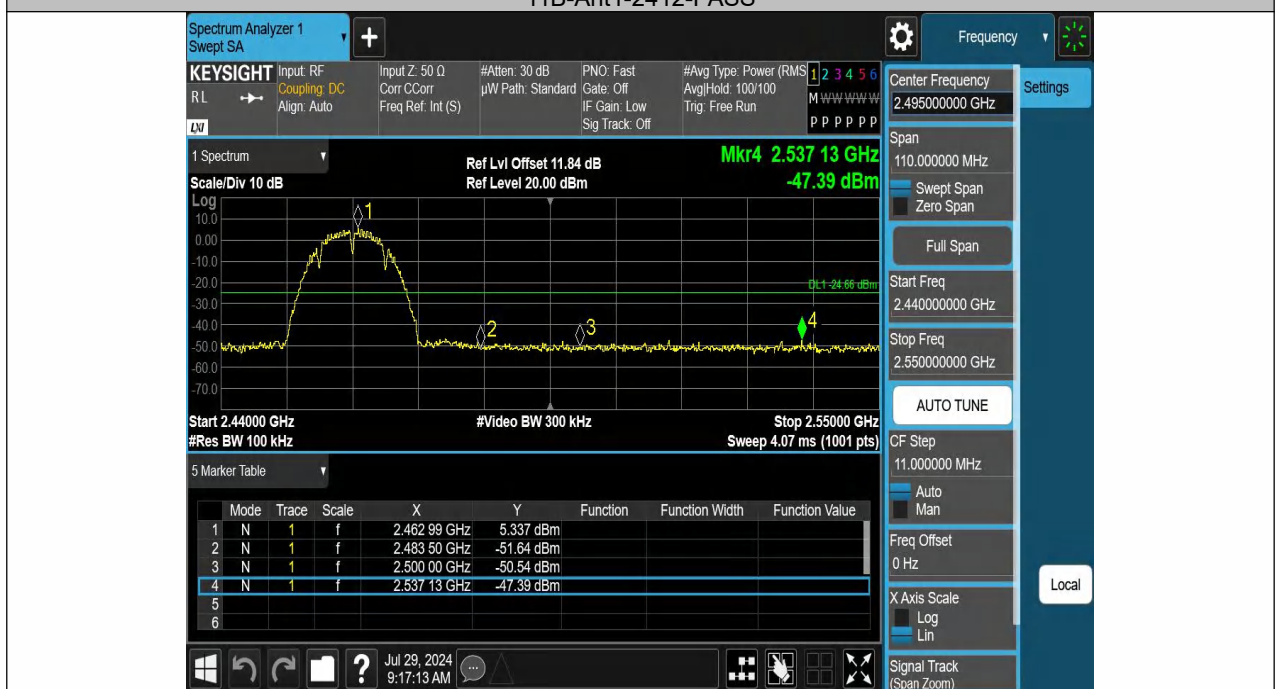 11B-Ant1-2412-PASS
Spectrum Analyzer 1
Swept SA
+
Frequency
KEYSIGHT
RL
LXI
Input: RF
Coupling: DC
Align: Auto
Input Z: 50 Ω
Corr CCorr
Freq Ref: Int (S)
#Atten: 30 dB
µW Path: Standard
PNO: Fast
Gate: Off
IF Gain: Low
Sig Track: Off
#Avg Type: Power (RMS
Avg|Hold: 100/100
Trig: Free Run
1 2 3 4 5 6
M W W W W W
P P P P P P
1 Spectrum
Scale/Div 10 dB
Ref Lvl Offset 11.84 dB
Ref Level 20.00 dBm
Mkr4 2.537 13 GHz
-47.39 dBm
Log
10.0
0.00
-10.0
-20.0
-30.0
-40.0
-50.0
-60.0
-70.0
1
2
3
4
DL1 -24.66 dBm
Start 2.44000 GHz
#Video BW 300 kHz
Stop 2.55000 GHz
#Res BW 100 kHz
Sweep 4.07 ms (1001 pts)
5 Marker Table
Mode Trace Scale X Y Function Function Width Function Value
1 N 1 f 2.462 99 GHz 5.337 dBm
2 N 1 f 2.483 50 GHz -51.64 dBm
3 N 1 f 2.500 00 GHz -50.54 dBm
4 N 1 f 2.537 13 GHz -47.39 dBm
5
6
Jul 29, 2024
9:17:13 AM
Center Frequency
2.495000000 GHz
Settings
Span
110.000000 MHz
Swept Span
Zero Span
Full Span
Start Freq
2.440000000 GHz
Stop Freq
2.550000000 GHz
AUTO TUNE
CF Step
11.000000 MHz
Auto
Man
Freq Offset
0 Hz
Local
X Axis Scale
Log
Lin
Signal Track
(Span Zoom)